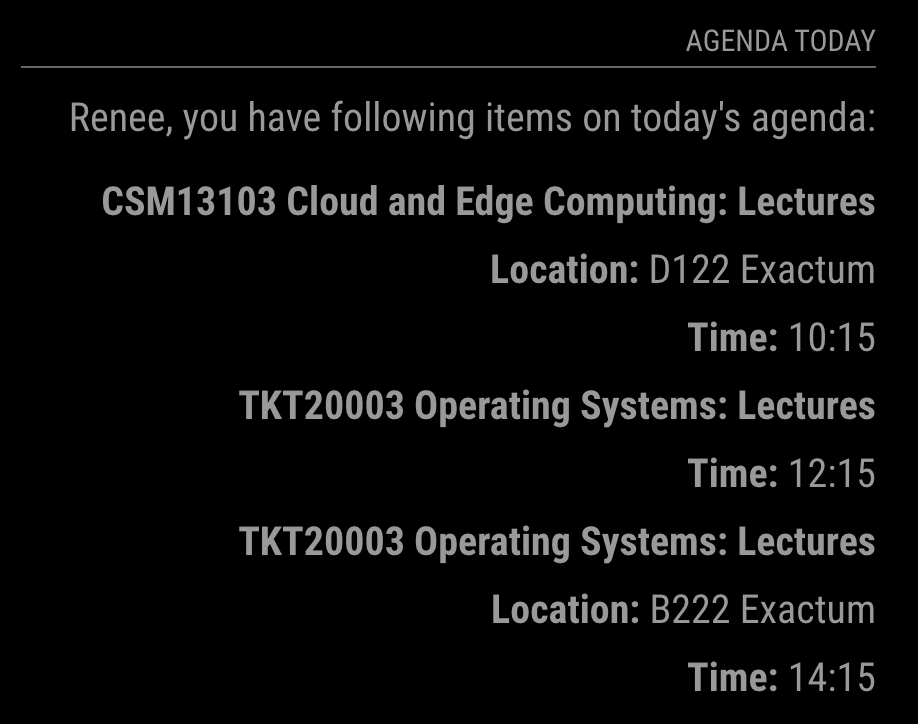 AGENDA TODAY
Renee, you have following items on today's agenda:
CSM13103 Cloud and Edge Computing: Lectures
Location: D122 Exactum
Time: 10:15
TKT20003 Operating Systems: Lectures
Time: 12:15
TKT20003 Operating Systems: Lectures
Location: B222 Exactum
Time: 14:15